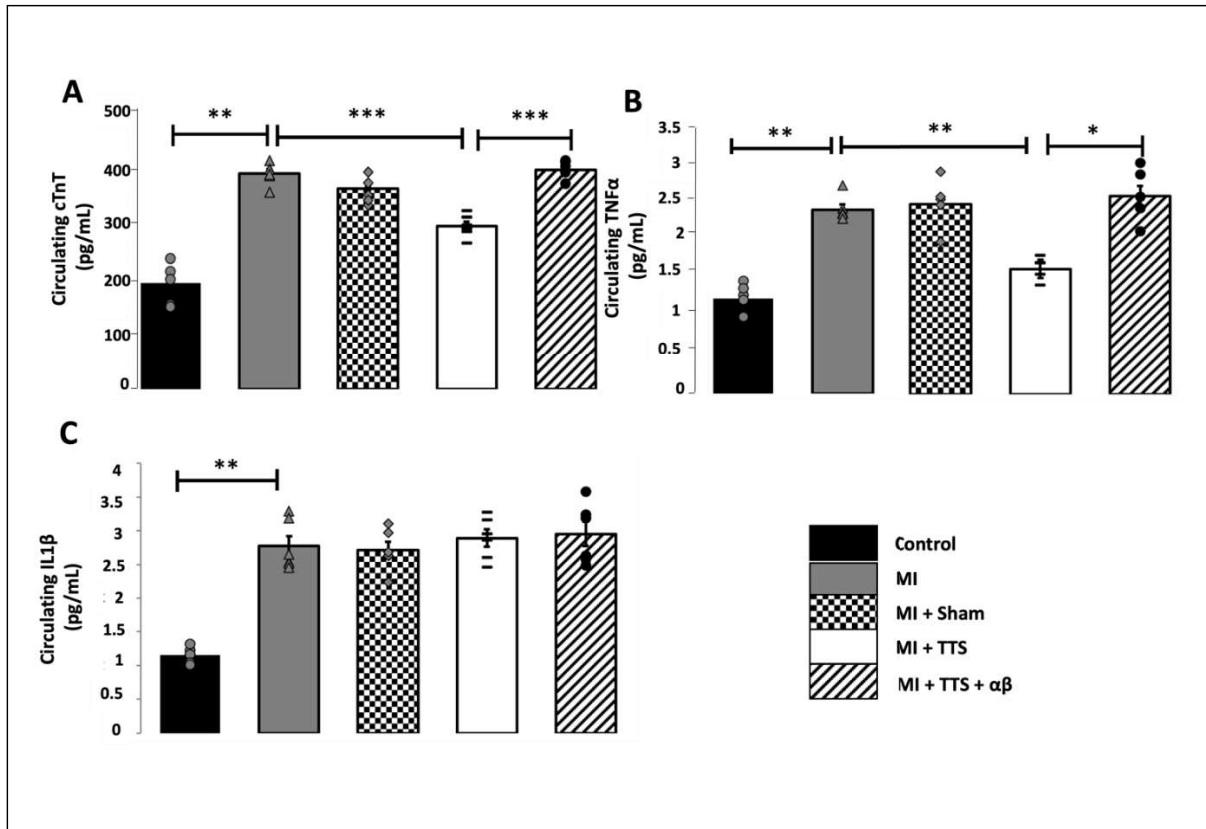 A
Circulating cTnT
(pg/mL)
500
400
300
200
100
0
**
***
***
B
Circulating TNFα
(pg/mL)
3.5
3
2.5
2
1.5
1
0.5
0
**
**
*
C
Circulating IL1β
(pg/mL)
4
3.5
3
2.5
2
1.5
1
0.5
0
**
Control
MI
MI + Sham
MI + TTS
MI + TTS + αβ